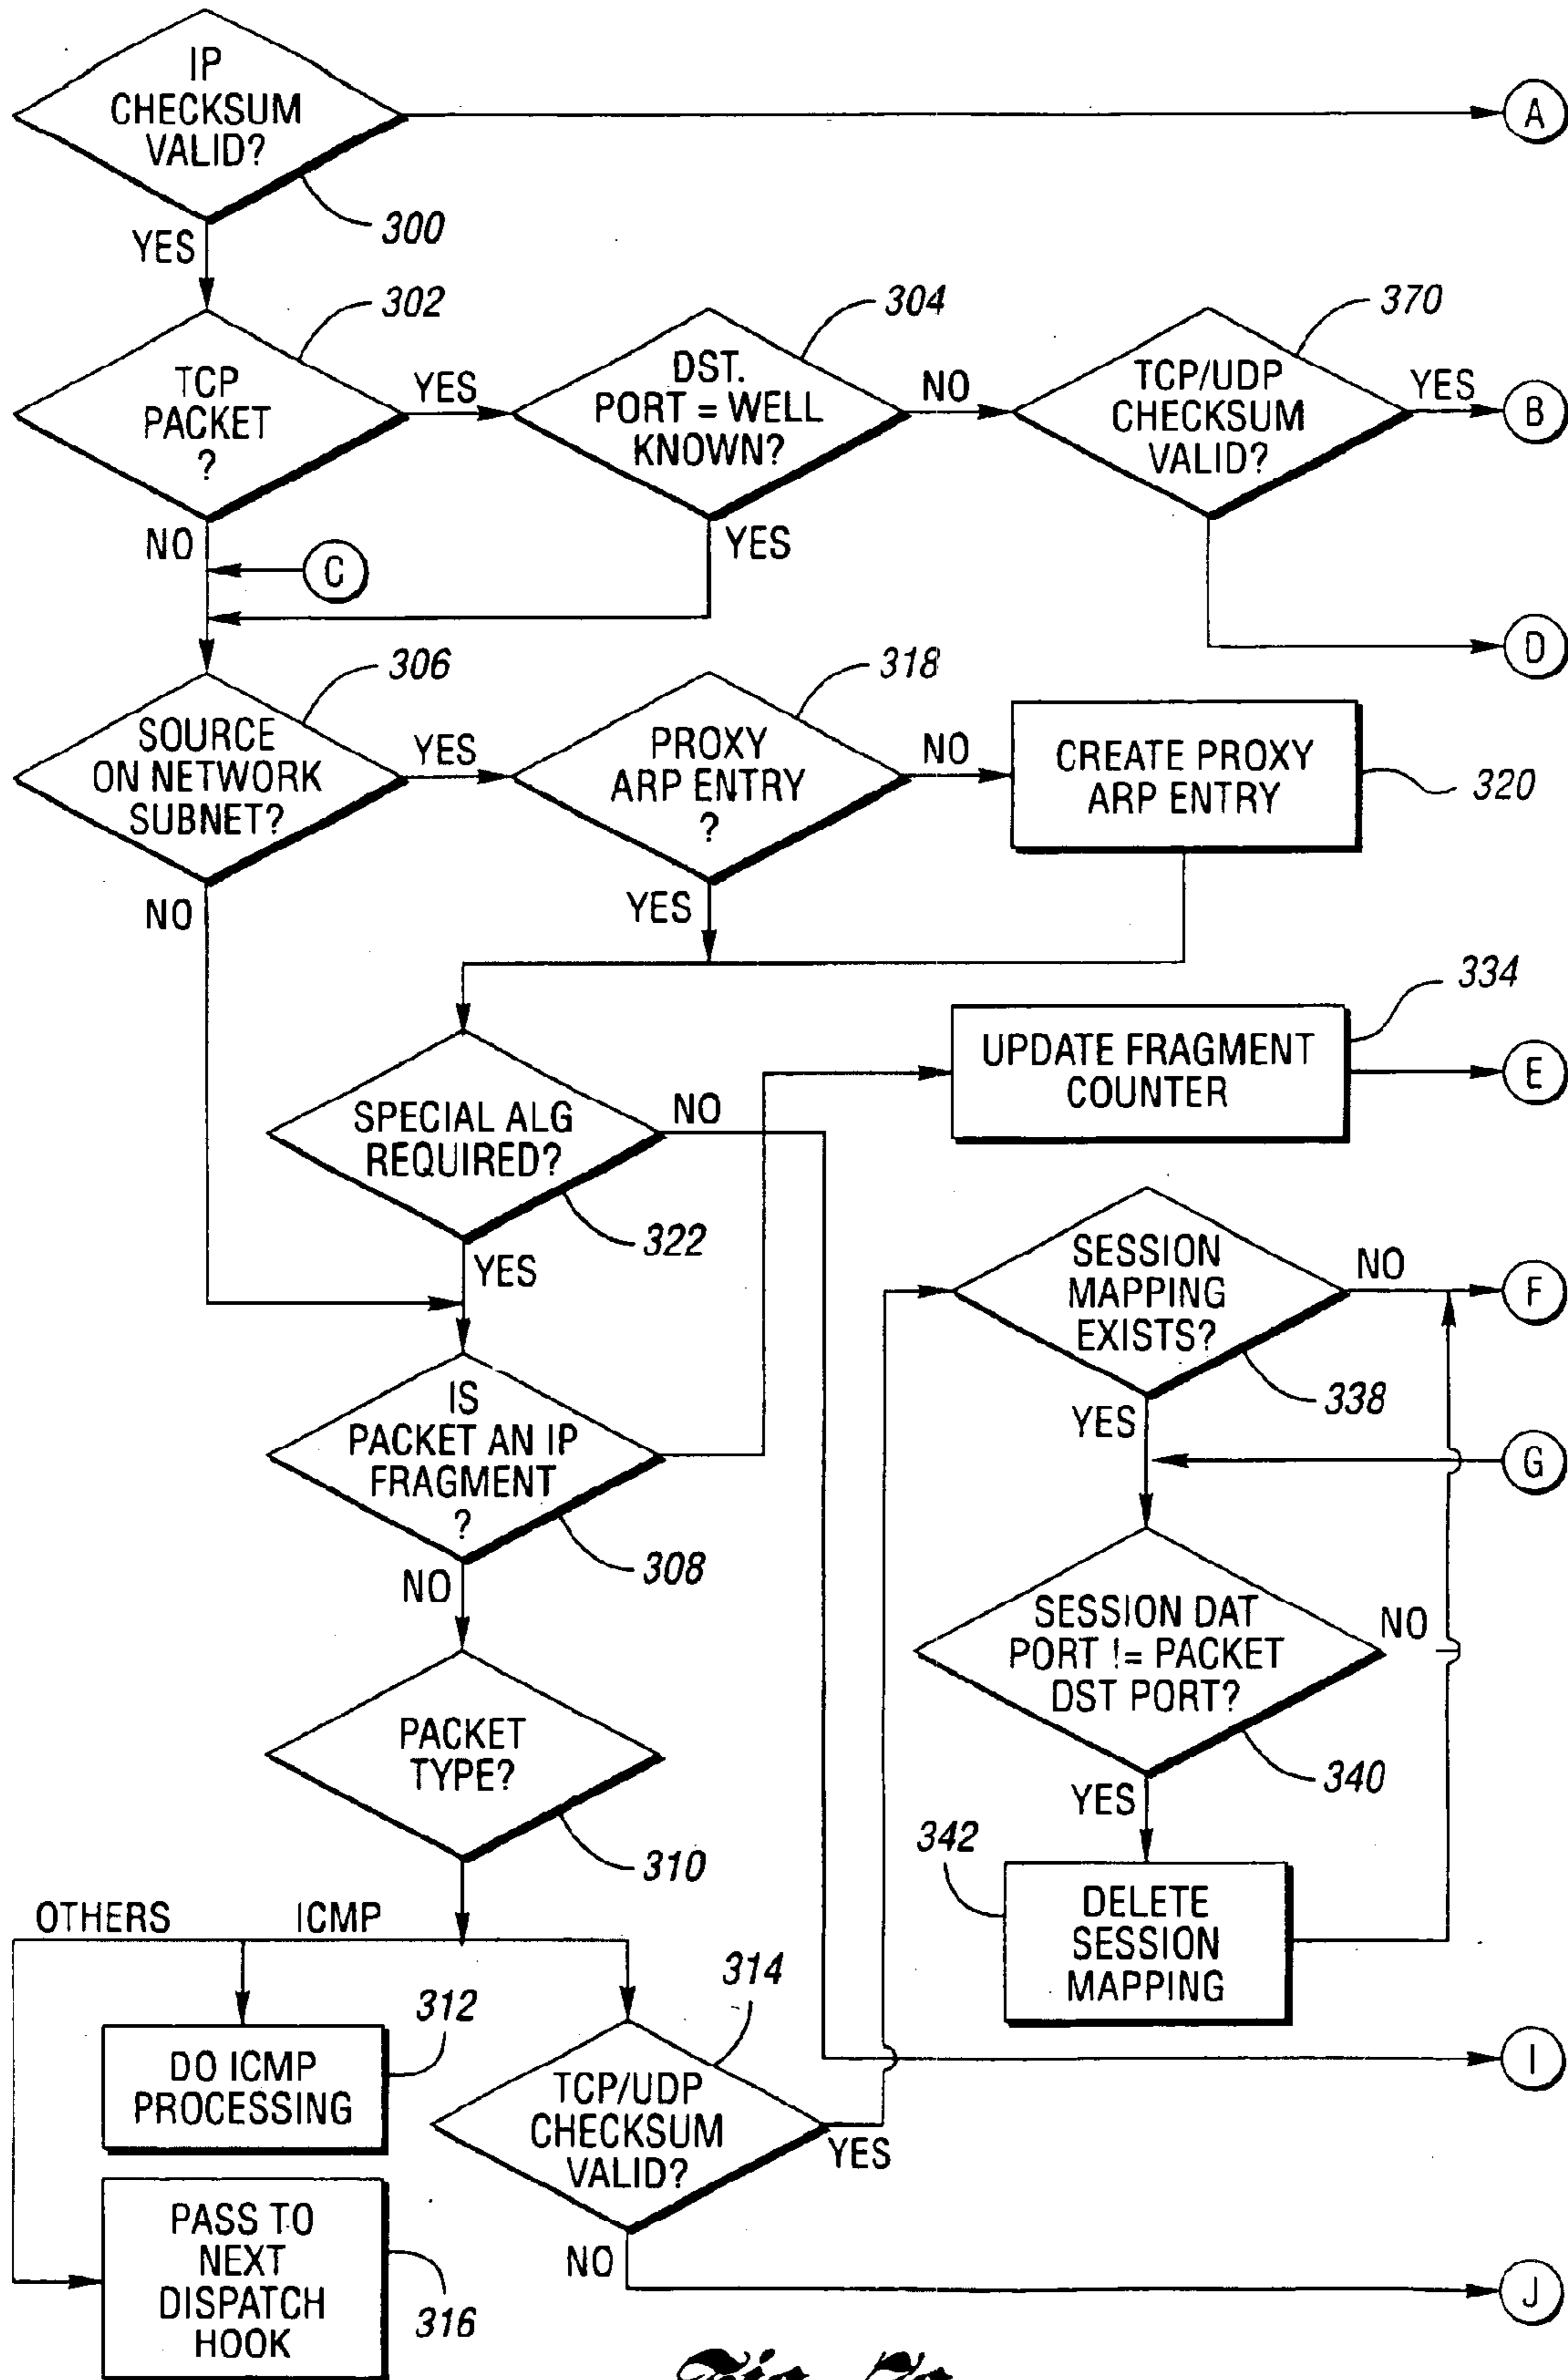 IP
CHECKSUM
VALID?
A
300
YES
302
304
370
TCP
PACKET
?
YES
DST.
PORT = WELL
KNOWN?
NO
TCP/UDP
CHECKSUM
VALID?
YES
B
NO
C
YES
D
306
318
SOURCE
ON NETWORK
SUBNET?
YES
PROXY
ARP ENTRY
?
NO
CREATE PROXY
ARP ENTRY
320
NO
YES
334
UPDATE FRAGMENT
COUNTER
E
SPECIAL ALG
REQUIRED?
NO
322
YES
SESSION
MAPPING
EXISTS?
NO
F
338
YES
G
IS
PACKET AN IP
FRAGMENT
?
308
NO
SESSION DAT
PORT != PACKET
DST PORT?
NO
340
YES
PACKET
TYPE?
310
342
DELETE
SESSION
MAPPING
OTHERS
ICMP
312
314
DO ICMP
PROCESSING
I
TCP/UDP
CHECKSUM
VALID?
YES
PASS TO
NEXT
DISPATCH
HOOK
316
NO
J